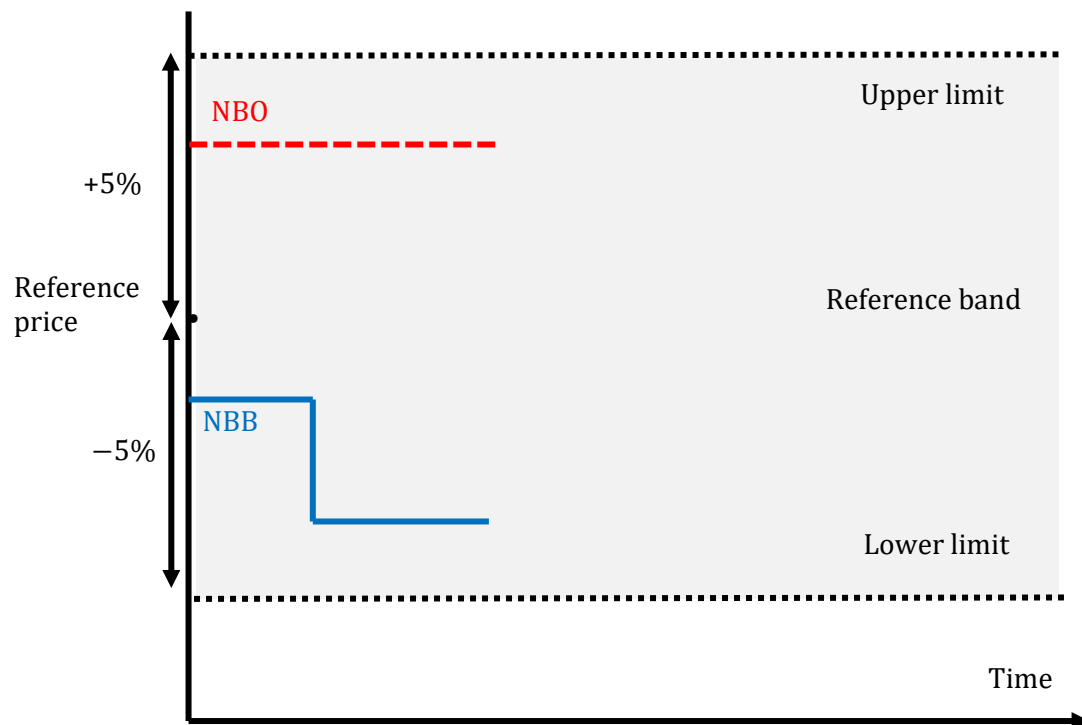 Upper limit
NBO
+5%
Reference
price
Reference band
NBB
−5%
Lower limit
Time